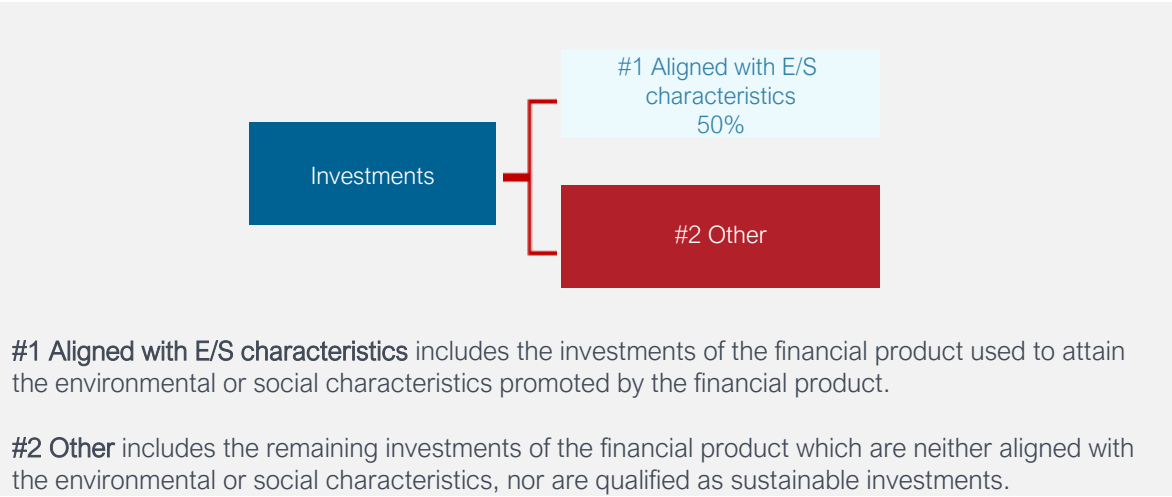 #1 Aligned with E/S
characteristics
50%
Investments
#2 Other
#1 Aligned with E/S characteristics includes the investments of the financial product used to attain
the environmental or social characteristics promoted by the financial product.
#2 Other includes the remaining investments of the financial product which are neither aligned with
the environmental or social characteristics, nor are qualified as sustainable investments.